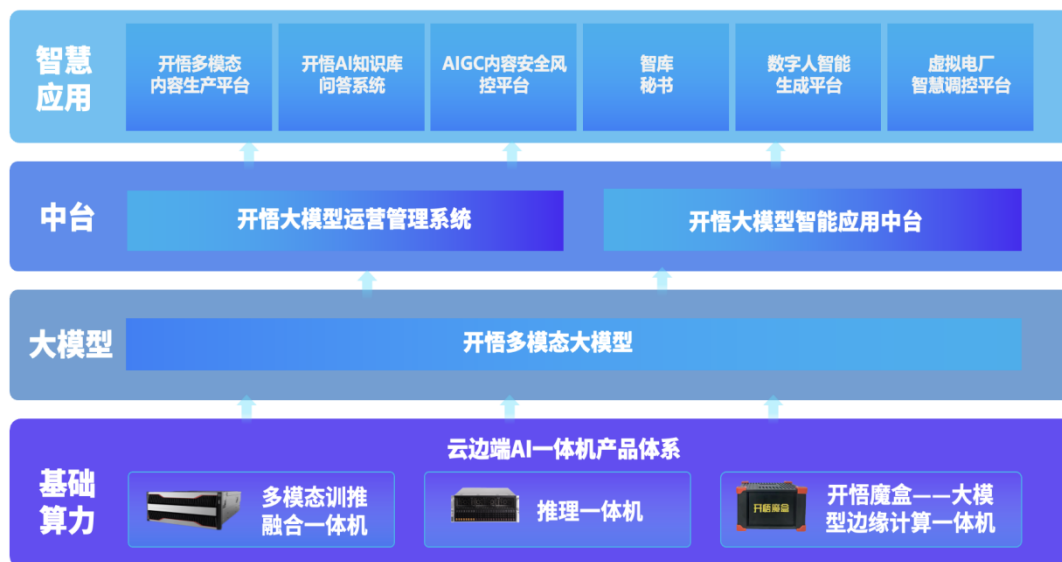 智慧
应用
开悟多模态
内容生产平台
开悟AI知识库
问答系统
AIGC内容安全风
控平台
智库
秘书
数字人智能
生成平台
虚拟电厂
智慧调控平台
中台
开悟大模型运营管理系统
开悟大模型智能应用中台
大模型
开悟多模态大模型
基础
算力
云边端AI一体机产品体系
多模态训推
融合一体机
推理一体机
开悟魔盒
开悟魔盒——大模
型边缘计算一体机